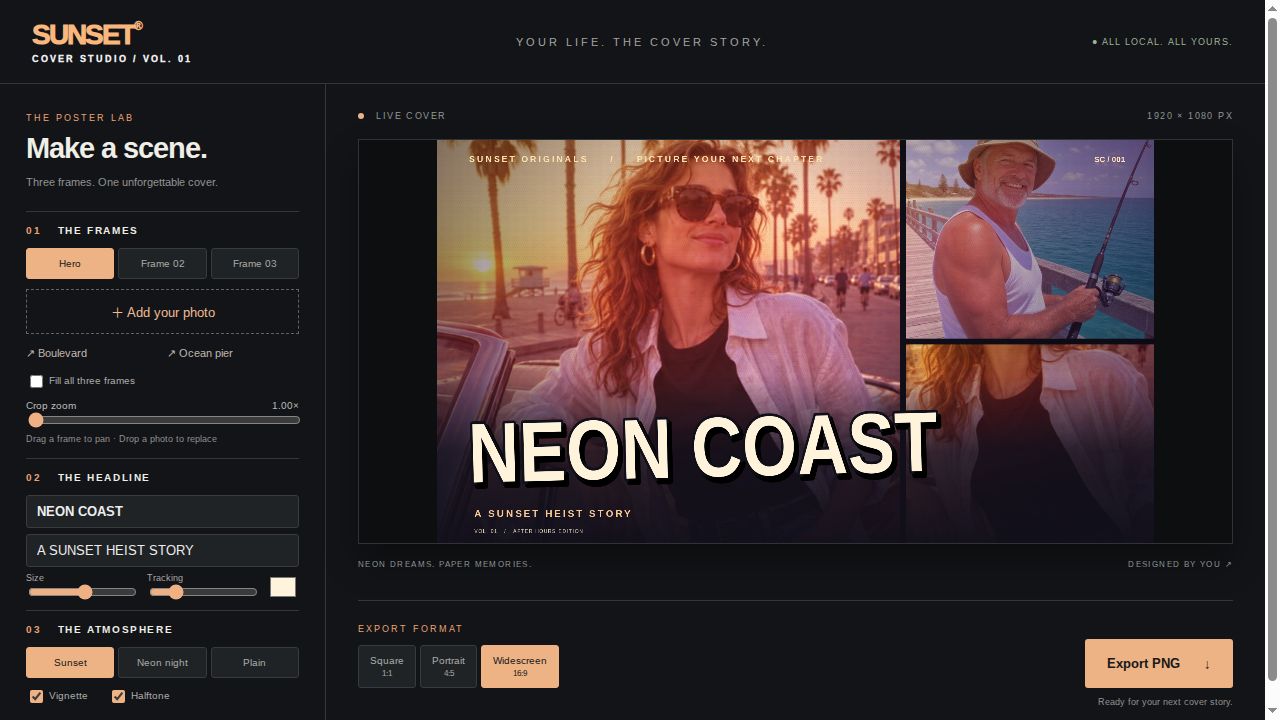 SUNSET®
COVER STUDIO / VOL. 01
YOUR LIFE. THE COVER STORY.
● ALL LOCAL. ALL YOURS.
THE POSTER LAB
Make a scene.
Three frames. One unforgettable cover.
01 THE FRAMES
Hero
Frame 02
Frame 03
+ Add your photo
↗ Boulevard
↗ Ocean pier
Fill all three frames
Crop zoom 1.00×
Drag a frame to pan · Drop a photo to replace
02 THE HEADLINE
NEON COAST
A SUNSET HEIST STORY
Size
Tracking
03 THE ATMOSPHERE
Sunset
Neon night
Plain
Vignette
Halftone
LIVE COVER
1920 × 1080 PX
SUNSET ORIGINALS / PICTURE YOUR NEXT CHAPTER
SC / 001
NEON COAST
A SUNSET HEIST STORY
VOL. 01 / AFTER HOURS EDITION
NEON DREAMS. PAPER MEMORIES.
DESIGNED BY YOU ↗
EXPORT FORMAT
Square
1:1
Portrait
4:5
Widescreen
16:9
Export PNG ↓
Ready for your next cover story.